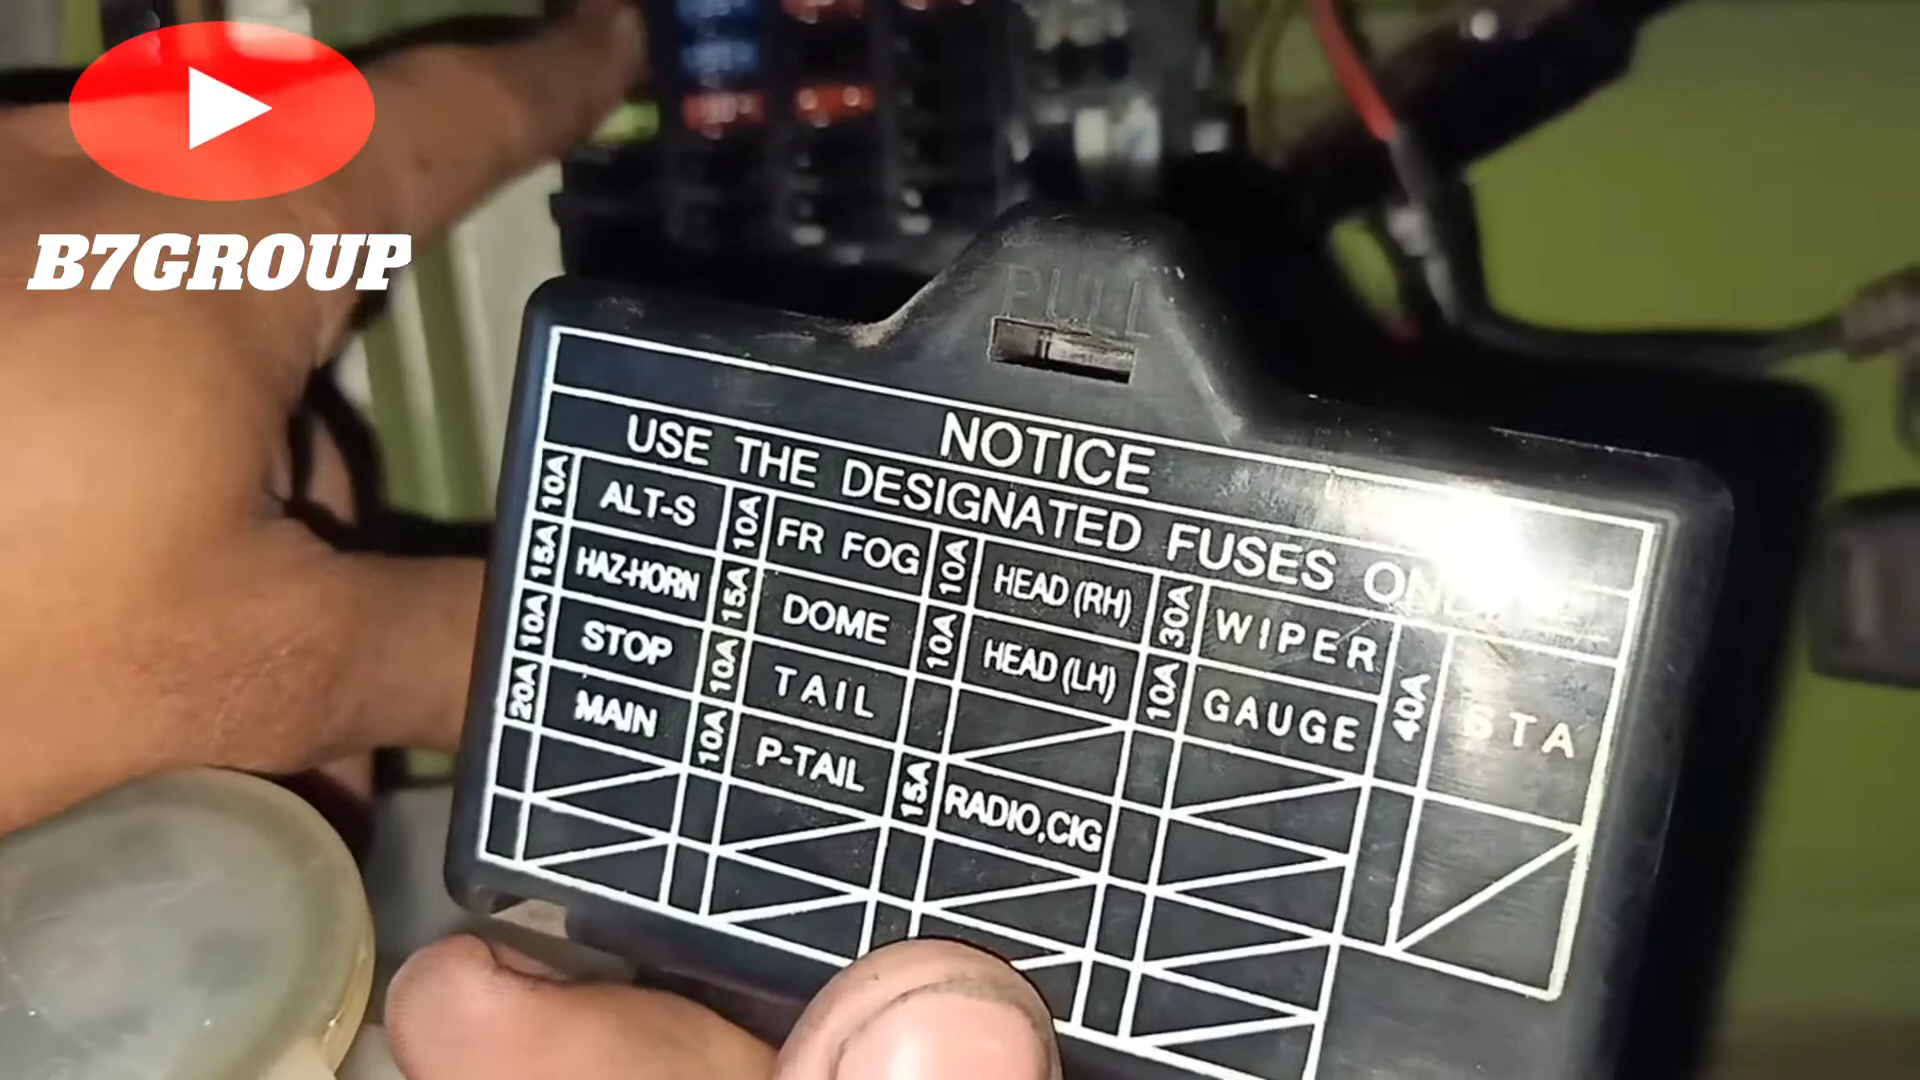 B7GROUP
PULL
NOTICE
USE THE DESIGNATED FUSES
10A ALT-S 10A FR FOG 10A HEAD (RH) 30A WIPER 40A STA
15A HAZ-HORN 15A DOME 10A HEAD (LH) 10A GAUGE
10A STOP 10A TAIL
20A MAIN 10A P-TAIL 15A RADIO,CIG